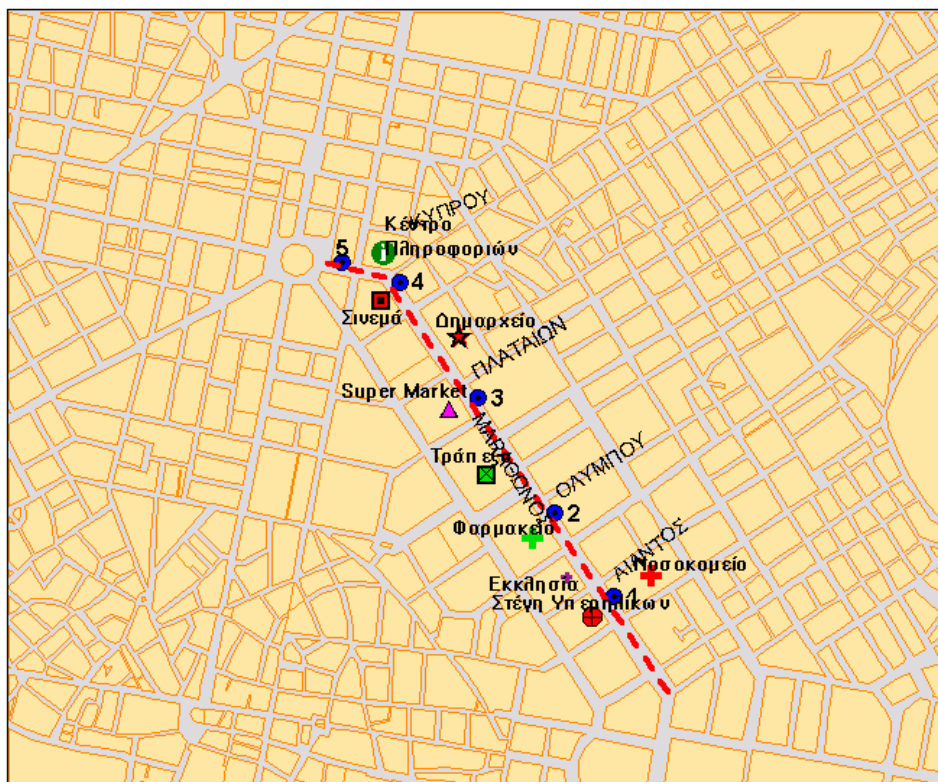 ΚΥΠΡΟΥ
Κέντρο
Πληροφοριών
5
4
Σινεμά
Δημαρχείο
ΠΛΑΤΑΙΩΝ
Super Market
3
ΜΑΡΑΘΩΝΟΣ
Τράπεζα
ΟΛΥΜΠΟΥ
2
Φαρμακείο
ΑΙΑΝΤΟΣ
Νοσοκομείο
Εκκλησία
1
Στέγη Υπερηλίκων